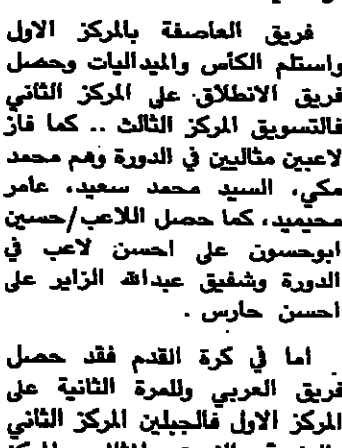 فريق العاصفة بالمركز الاول
واستلم الكأس والميداليات وحصل
فريق الانطلاق على المركز الثاني
فالتسويق المركز الثالث .. كما فاز
لاعبين مثاليين في الدورة وهم محمد
مكي، السيد محمد سعيد، عامر
محيميد، كما حصل اللاعب/حسين
ابوحسون على احسن لاعب في
الدورة وشفيق عبدالله الزاير على
احسن حارس .
أما في كرة القدم فقد حصل
فريق العربي وللمرة الثانية على
المركز الاول فالجبلين المركز الثاني